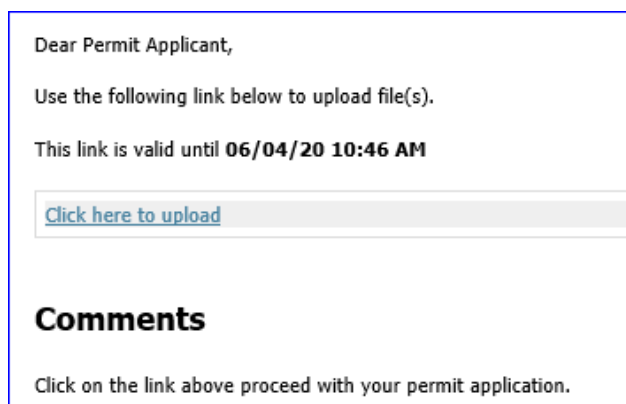 Dear Permit Applicant,
Use the following link below to upload file(s).
This link is valid until 06/04/20 10:46 AM
Click here to upload
Comments
Click on the link above proceed with your permit application.